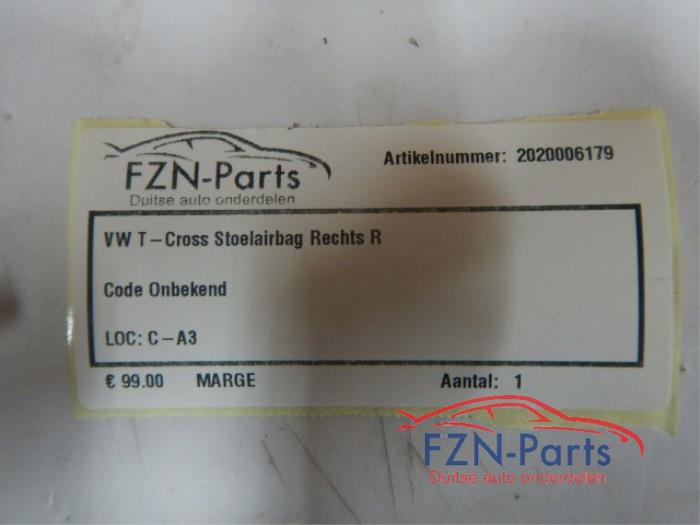 FZN-Parts
Duitse auto onderdelen
Artikelnummer: 2020006179
VW T-Cross Stoelairbag Rechts R
Code Onbekend
LOC: C-A3
€ 99.00 MARGE Aantal: 1
FZN-Parts
Duitse auto onderdelen